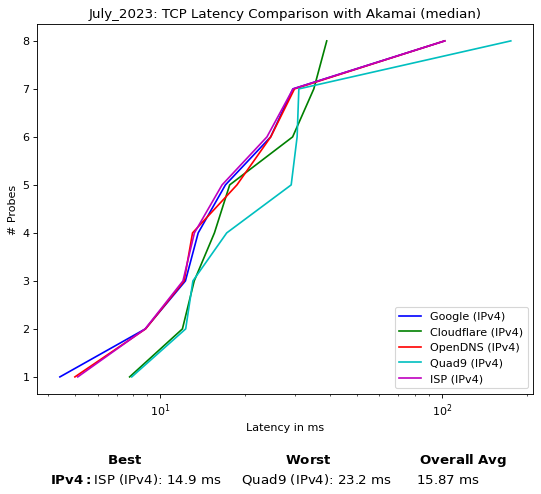 July_2023: TCP Latency Comparison with Akamai (median)
8
7
6
5
4
3
2
1
# Probes
Google (IPv4)
Cloudflare (IPv4)
OpenDNS (IPv4)
Quad9 (IPv4)
ISP (IPv4)
10¹ 10²
Latency in ms
Best Worst Overall Avg
IPv4: ISP (IPv4): 14.9 ms Quad9 (IPv4): 23.2 ms 15.87 ms